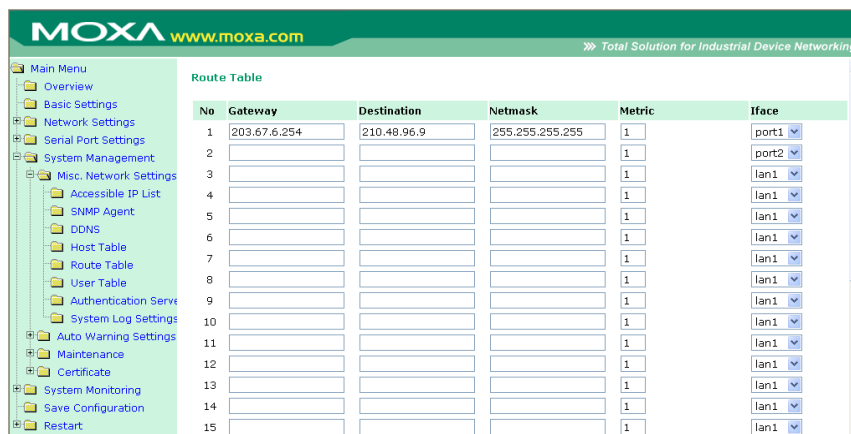 MOXA www.moxa.com
Total Solution for Industrial Device Networking
Main Menu
Overview
Basic Settings
Network Settings
Serial Port Settings
System Management
Misc. Network Settings
Accessible IP List
SNMP Agent
DDNS
Host Table
Route Table
User Table
Authentication Serve
System Log Settings
Auto Warning Settings
Maintenance
Certificate
System Monitoring
Save Configuration
Restart
Route Table
No Gateway Destination Netmask Metric Iface
1 203.67.6.254 210.48.96.9 255.255.255.255 1 port1
2 1 port2
3 1 lan1
4 1 lan1
5 1 lan1
6 1 lan1
7 1 lan1
8 1 lan1
9 1 lan1
10 1 lan1
11 1 lan1
12 1 lan1
13 1 lan1
14 1 lan1
15 1 lan1